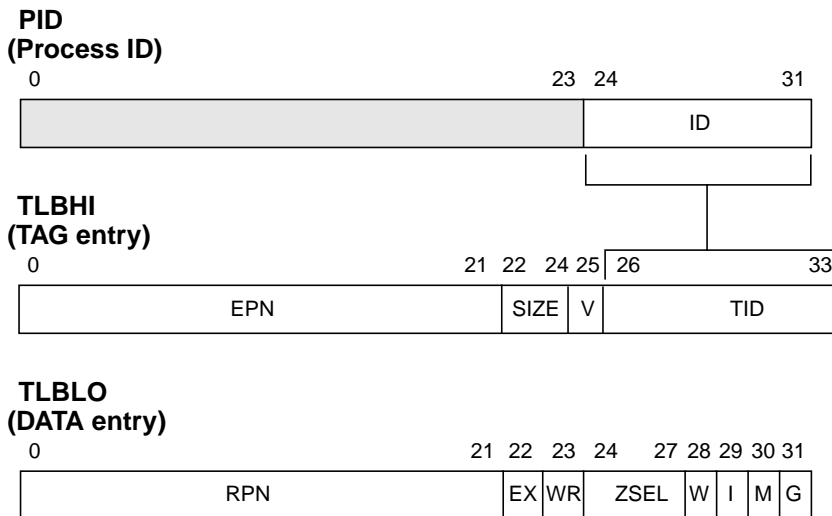 PID
(Process ID)
0 23 24 31
ID
TLBHI
(TAG entry)
0 21 22 24 25 26 33
EPN SIZE V TID
TLBLO
(DATA entry)
0 21 22 23 24 27 28 29 30 31
RPN EX WR ZSEL W I M G